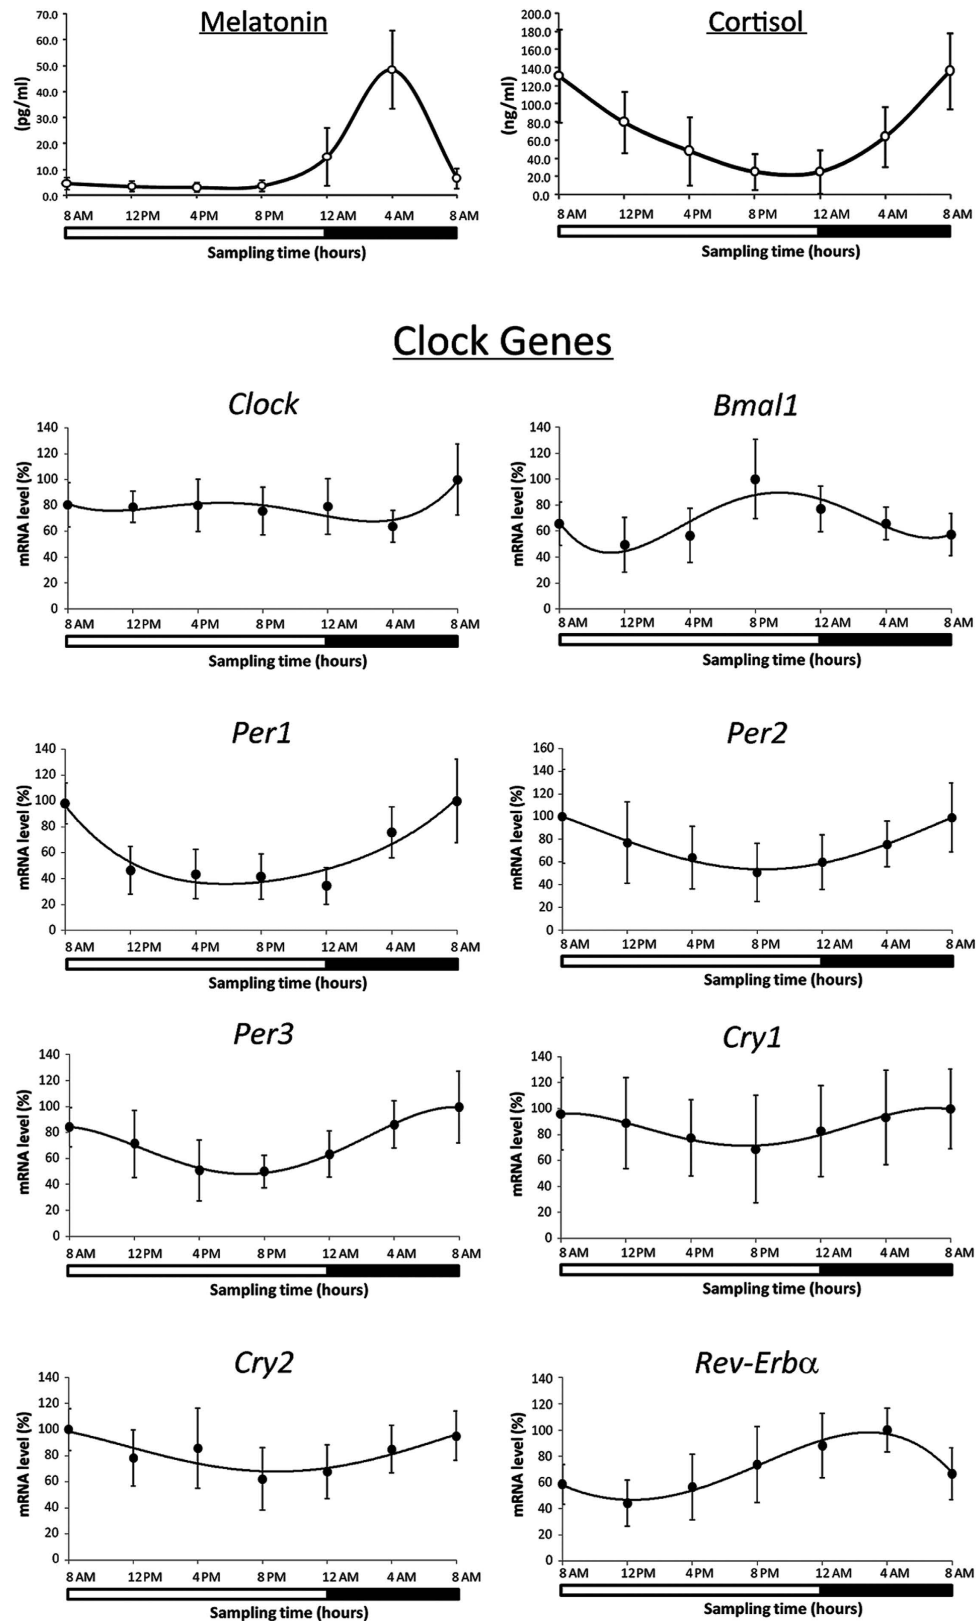 Melatonin
(pg/ml)
70.0
60.0
50.0
40.0
30.0
20.0
10.0
0.0
8 AM 12 PM 4 PM 8 PM 12 AM 4 AM 8 AM
Sampling time (hours)
Cortisol
(ng/ml)
200.0
180.0
160.0
140.0
120.0
100.0
80.0
60.0
40.0
20.0
0.0
8 AM 12 PM 4 PM 8 PM 12 AM 4 AM 8 AM
Sampling time (hours)
Clock Genes
Clock
mRNA level (%)
140
120
100
80
60
40
20
0
8 AM 12 PM 4 PM 8 PM 12 AM 4 AM 8 AM
Sampling time (hours)
Bmal1
mRNA level (%)
140
120
100
80
60
40
20
0
8 AM 12 PM 4 PM 8 PM 12 AM 4 AM 8 AM
Sampling time (hours)
Per1
mRNA level (%)
140
120
100
80
60
40
20
0
8 AM 12 PM 4 PM 8 PM 12 AM 4 AM 8 AM
Sampling time (hours)
Per2
mRNA level (%)
160
140
120
100
80
60
40
20
0
8 AM 12 PM 4 PM 8 PM 12 AM 4 AM 8 AM
Sampling time (hours)
Per3
mRNA level (%)
140
120
100
80
60
40
20
0
8 AM 12 PM 4 PM 8 PM 12 AM 4 AM 8 AM
Sampling time (hours)
Cry1
mRNA level (%)
140
120
100
80
60
40
20
0
8 AM 12 PM 4 PM 8 PM 12 AM 4 AM 8 AM
Sampling time (hours)
Cry2
mRNA level (%)
140
120
100
80
60
40
20
0
8 AM 12 PM 4 PM 8 PM 12 AM 4 AM 8 AM
Sampling time (hours)
Rev-Erbα
mRNA level (%)
140
120
100
80
60
40
20
0
8 AM 12 PM 4 PM 8 PM 12 AM 4 AM 8 AM
Sampling time (hours)